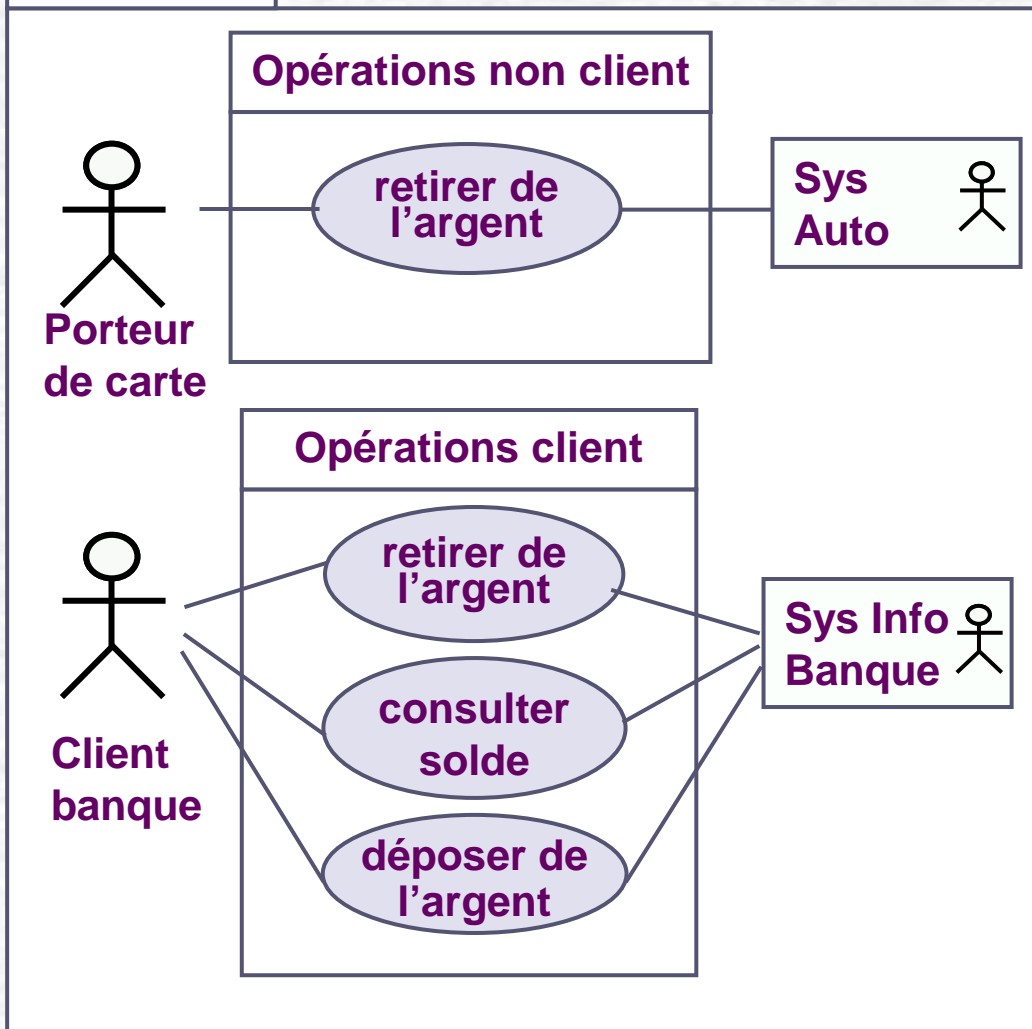 Opérations non client
retirer de
l’argent
Sys
Auto
Porteur
de carte
Opérations client
retirer de
l’argent
Sys Info
Banque
consulter
solde
Client
banque
déposer de
l’argent